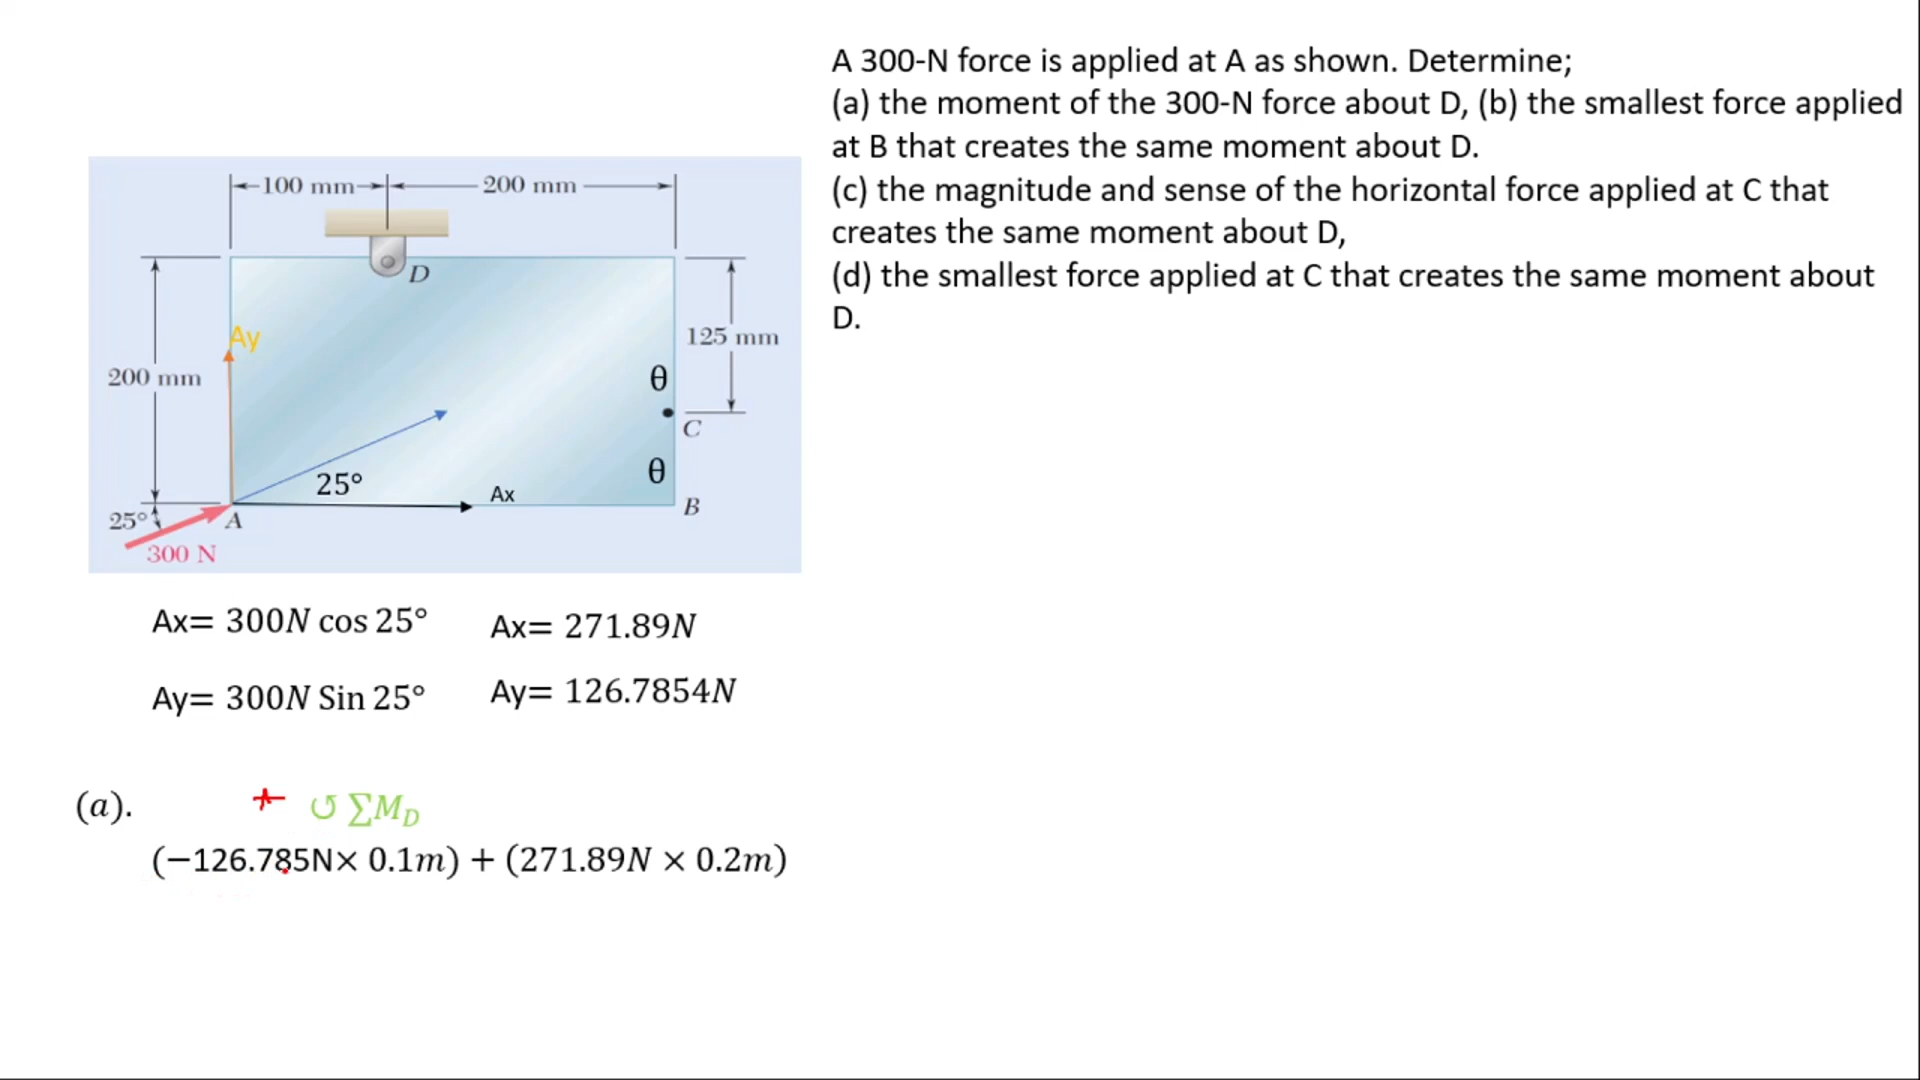 A 300-N force is applied at A as shown. Determine;
(a) the moment of the 300-N force about D, (b) the smallest force applied
at B that creates the same moment about D.
(c) the magnitude and sense of the horizontal force applied at C that
creates the same moment about D,
(d) the smallest force applied at C that creates the same moment about
D.
100 mm
200 mm
D
Ay
125 mm
200 mm
θ
C
θ
25°
Ax
B
25°
A
300 N
Ax= 300N cos 25°
Ax= 271.89N
Ay= 300N Sin 25°
Ay= 126.7854N
(a).
+ ↺ ∑M_D
(−126.785N× 0.1m) + (271.89N × 0.2m)